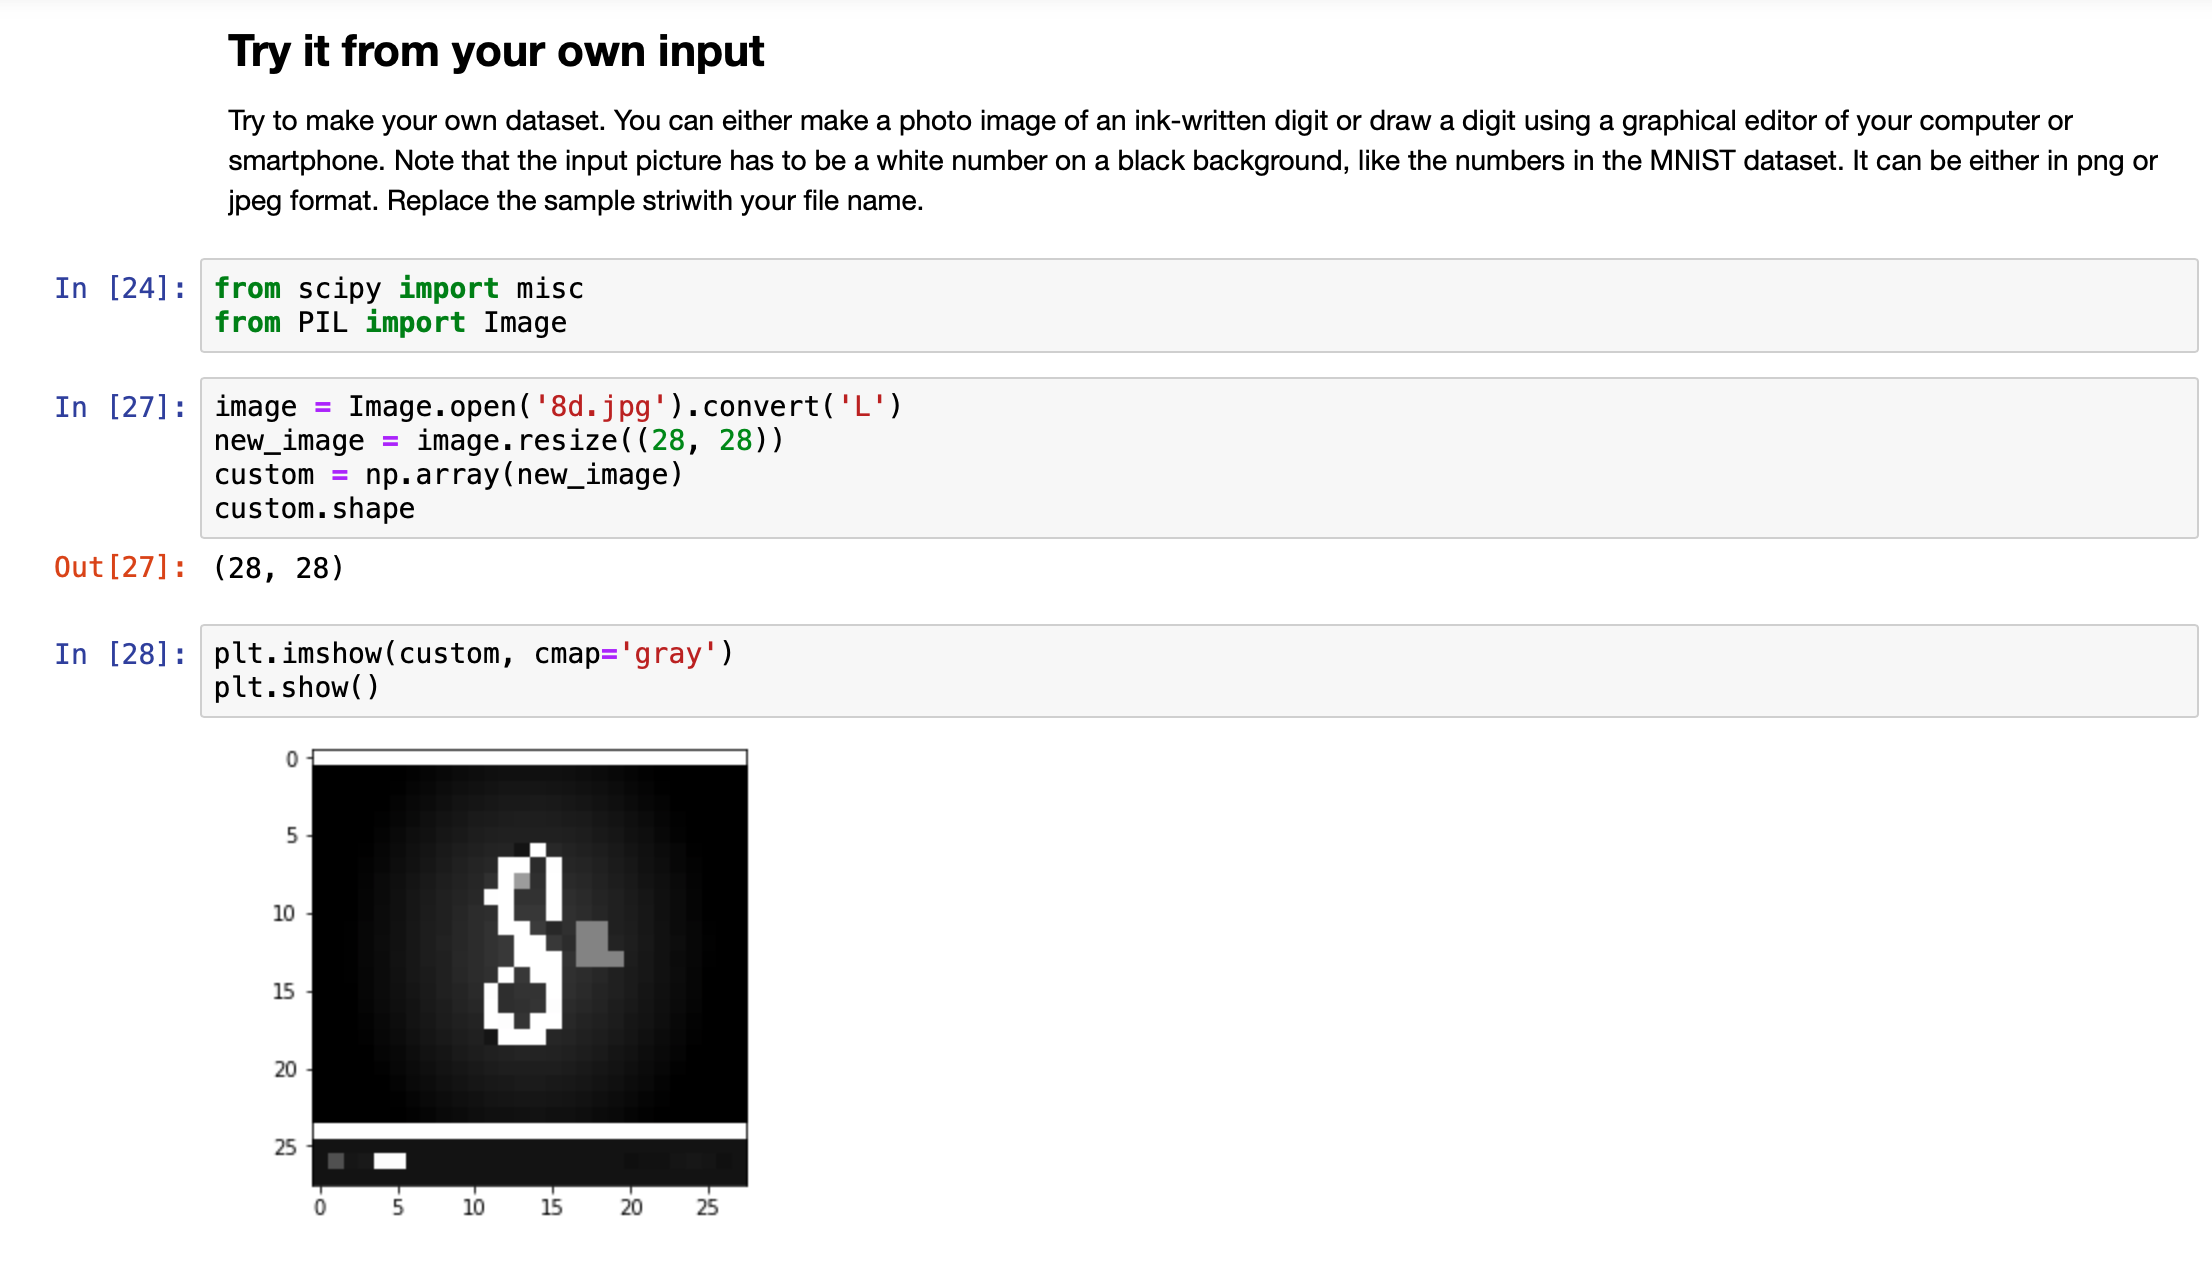 Try it from your own input
Try to make your own dataset. You can either make a photo image of an ink-written digit or draw a digit using a graphical editor of your computer or
smartphone. Note that the input picture has to be a white number on a black background, like the numbers in the MNIST dataset. It can be either in png or
jpeg format. Replace the sample striwith your file name.
In [24]:
from scipy import misc
from PIL import Image
In [27]:
image = Image.open('8d.jpg').convert('L')
new_image = image.resize((28, 28))
custom = np.array(new_image)
custom.shape
Out[27]: (28, 28)
In [28]:
plt.imshow(custom, cmap='gray')
plt.show()
0
5
10
15
20
25
8
0 5 10 15 20 25